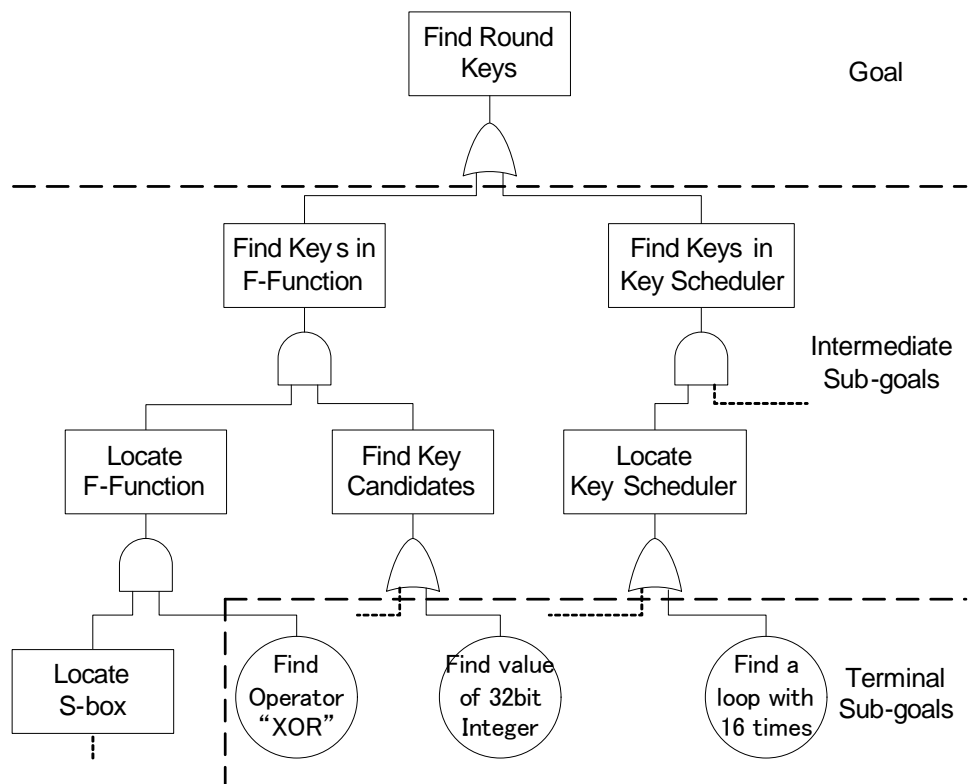 Find Round
Keys
Goal
Find Keys in
F-Function
Find Keys in
Key Scheduler
Intermediate
Sub-goals
Locate
F-Function
Find Key
Candidates
Locate
Key Scheduler
Locate
S-box
Find
Operator
“XOR”
Find value
of 32bit
Integer
Find a
loop with
16 times
Terminal
Sub-goals